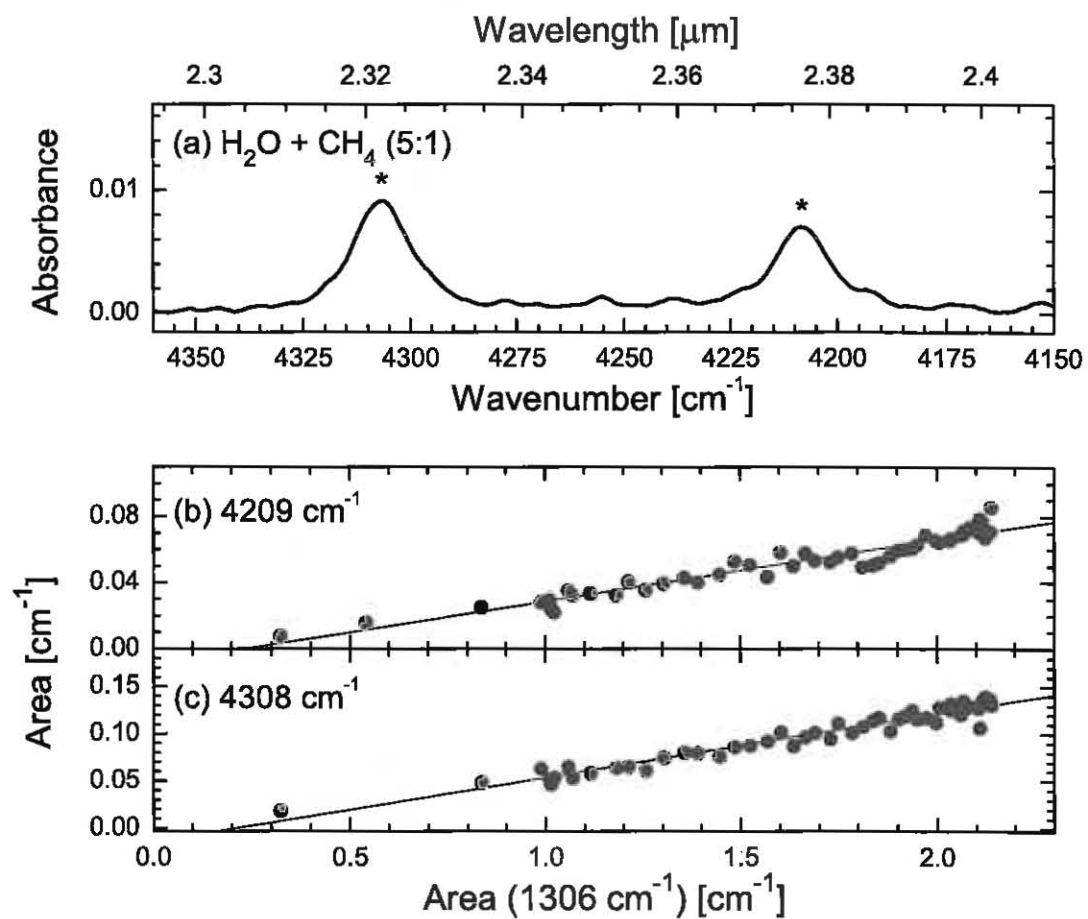 Wavelength [μm]
2.3 2.32 2.34 2.36 2.38 2.4
(a) H₂O + CH₄ (5:1)
* *
0.01
0.00
Absorbance
4350 4325 4300 4275 4250 4225 4200 4175 4150
Wavenumber [cm⁻¹]
(b) 4209 cm⁻¹
0.08
0.04
0.00
(c) 4308 cm⁻¹
0.15
0.10
0.05
0.00
Area [cm⁻¹]
0.0 0.5 1.0 1.5 2.0
Area (1306 cm⁻¹) [cm⁻¹]